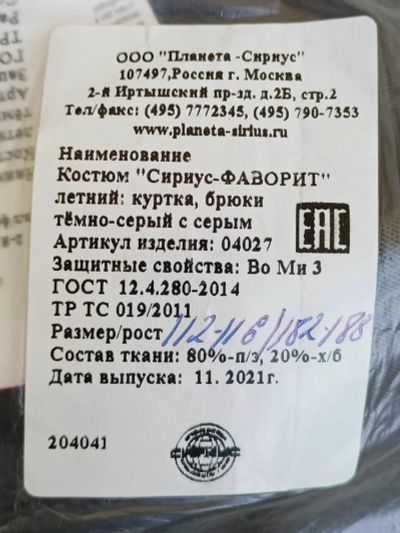 ООО "Планета -Сириус"
107497,Россия г. Москва
2-й Иртышский пр-зд. д.2Б, стр.2
Тел/факс: (495) 7772345, (495) 790-7353
www.planeta-sirius.ru
Наименование
Костюм "Сириус-ФАВОРИТ"
летний: куртка, брюки
тёмно-серый с серым
Артикул изделия: 04027
EAC
Защитные свойства: Во Ми З
ГОСТ 12.4.280-2014
ТР ТС 019/2011
Размер/рост 112-116/182-188
Состав ткани: 80%-п/э, 20%-х/б
Дата выпуска: 11. 2021г.
204041